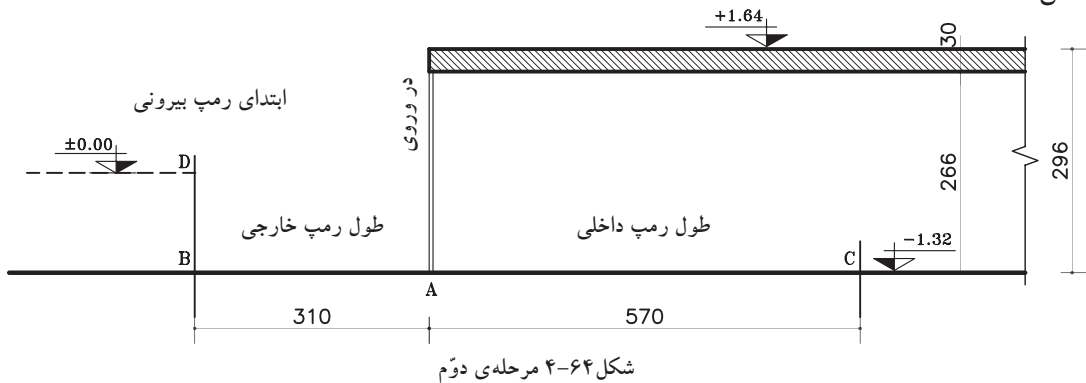 +1.64
30
در وروی
ابتدای رمپ بیرونی
±0.00
D
266
296
طول رمپ خارجی
طول رمپ داخلی
B
C
−1.32
A
310
570
شکل۶۴-۴ مرحله‌ی دوّم